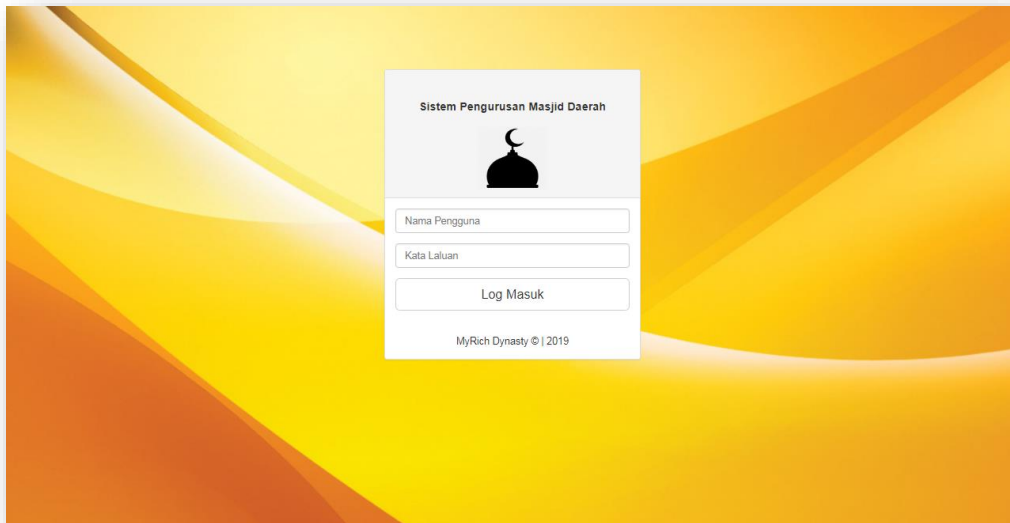 Sistem Pengurusan Masjid Daerah
Nama Pengguna
Kata Laluan
Log Masuk
MyRich Dynasty © | 2019